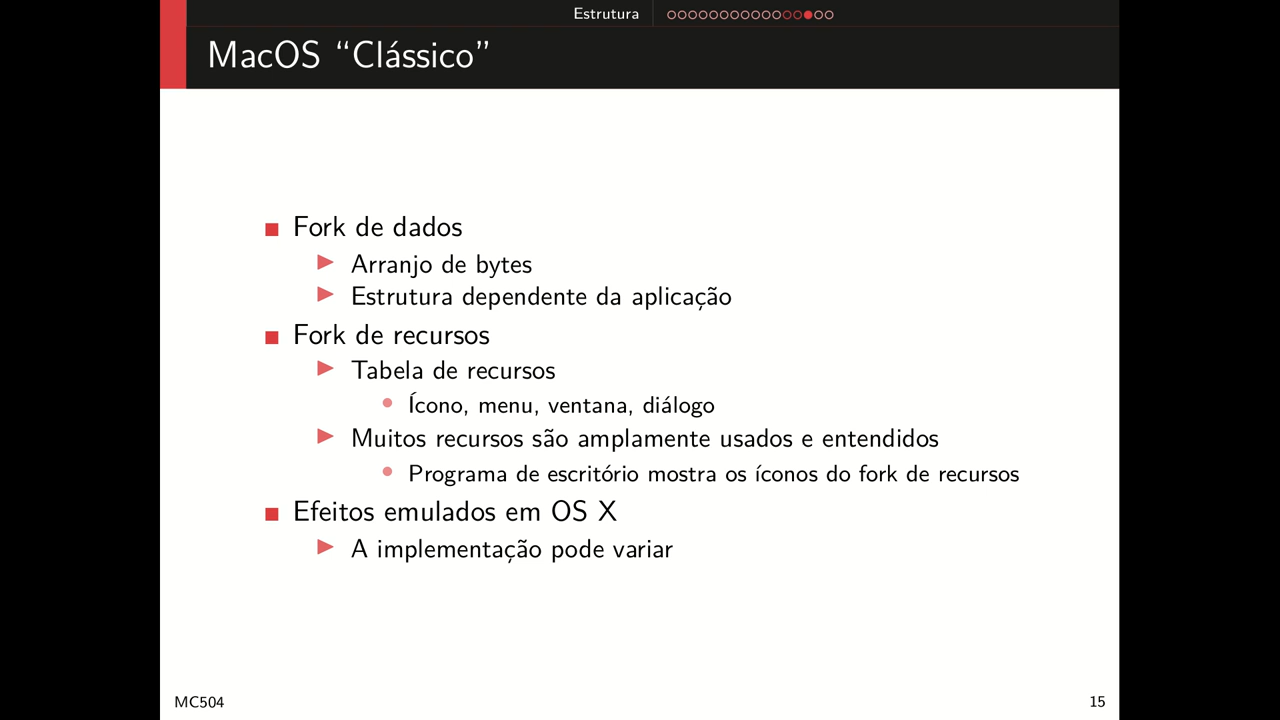 Estrutura
MacOS “Clássico”
Fork de dados
Arranjo de bytes
Estrutura dependente da aplicação
Fork de recursos
Tabela de recursos
Ícono, menu, ventana, diálogo
Muitos recursos são amplamente usados e entendidos
Programa de escritório mostra os íconos do fork de recursos
Efeitos emulados em OS X
A implementação pode variar
MC504
15